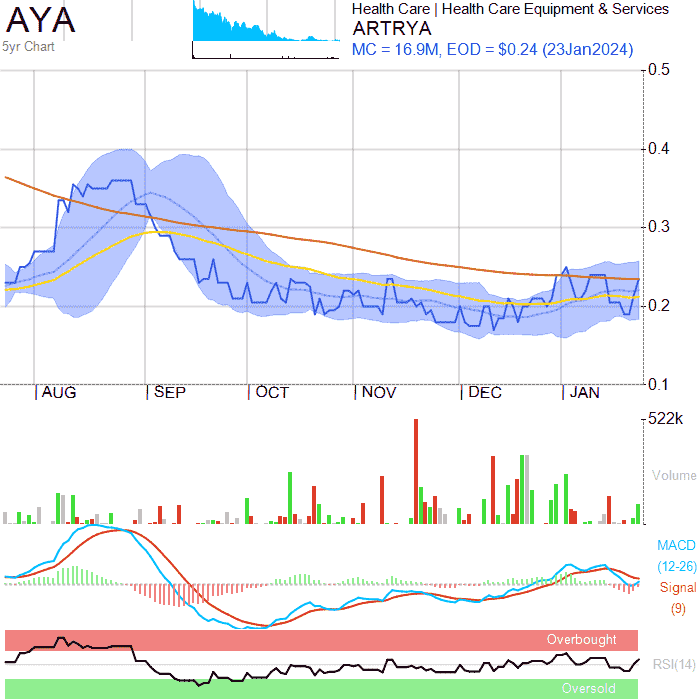 AYA
5yr Chart
Health Care | Health Care Equipment & Services
ARTRYA
MC = 16.9M, EOD = $0.24 (23Jan2024)
0.5
0.4
0.3
0.2
0.1
AUG SEP OCT NOV DEC JAN
522k
Volume
MACD
(12-26)
Signal
(9)
Overbought
RSI(14)
Oversold